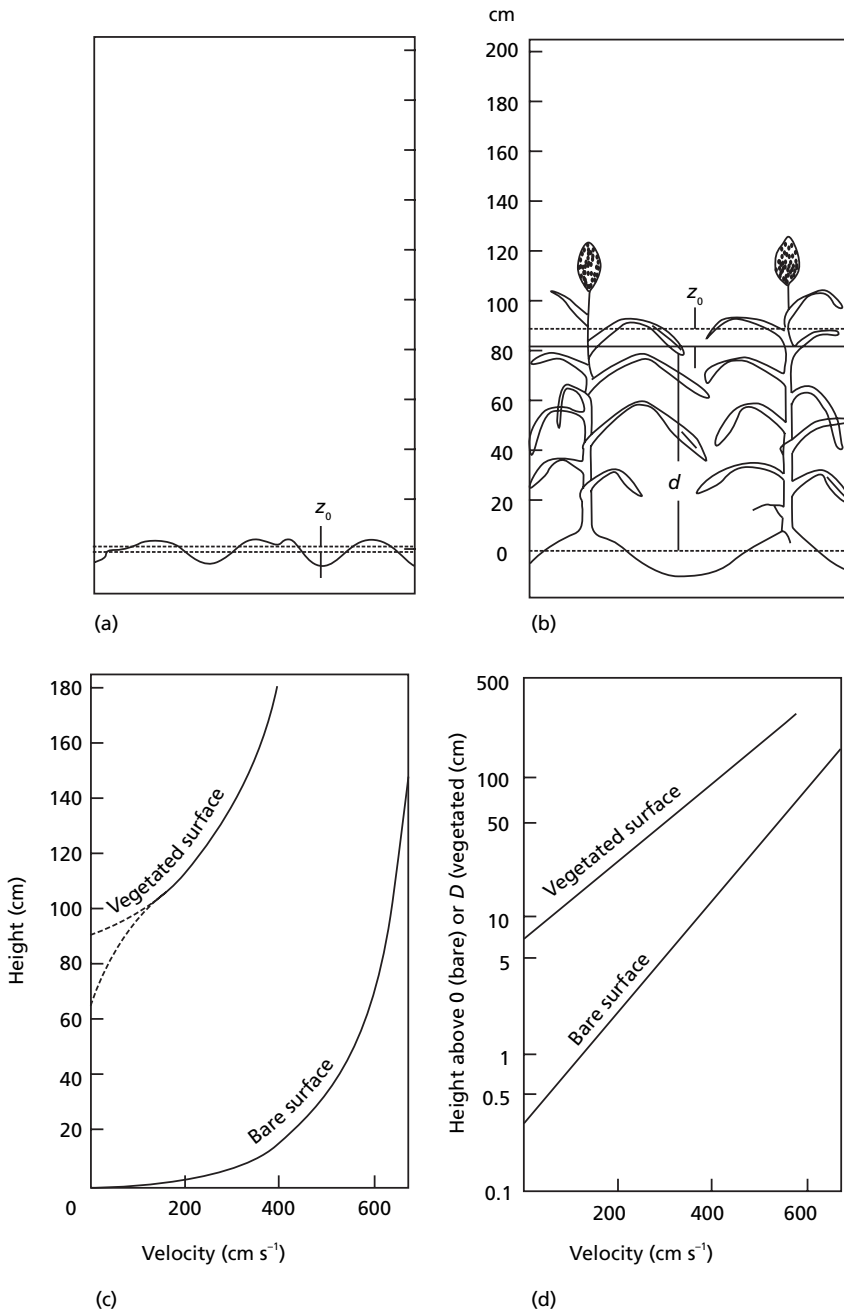 cm
200
180
160
140
120
100
80
60
40
20
0
z₀
z₀
d
(a)
(b)
180
160
140
120
100
80
60
40
20
0
200
400
600
Height (cm)
Vegetated surface
Bare surface
Velocity (cm s⁻¹)
(c)
500
100
50
10
5
1
0.5
0.1
200
400
600
Height above 0 (bare) or D (vegetated (cm)
Vegetated surface
Bare surface
Velocity (cm s⁻¹)
(d)